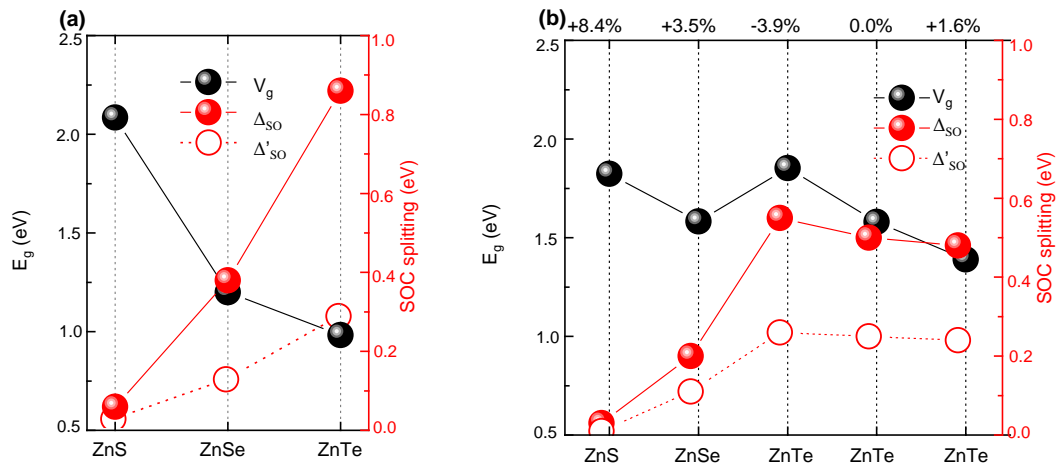 (a)
2.5
2.0
1.5
1.0
0.5
E_g (eV)
V_g
Δ_SO
Δ'_SO
1.0
0.8
0.6
0.4
0.2
0.0
SOC splitting (eV)
ZnS ZnSe ZnTe
(b)
+8.4% +3.5% -3.9% 0.0% +1.6%
2.5
2.0
1.5
1.0
0.5
E_g (eV)
V_g
Δ_SO
Δ'_SO
1.0
0.8
0.6
0.4
0.2
0.0
SOC splitting (eV)
ZnS ZnSe ZnTe ZnTe ZnTe